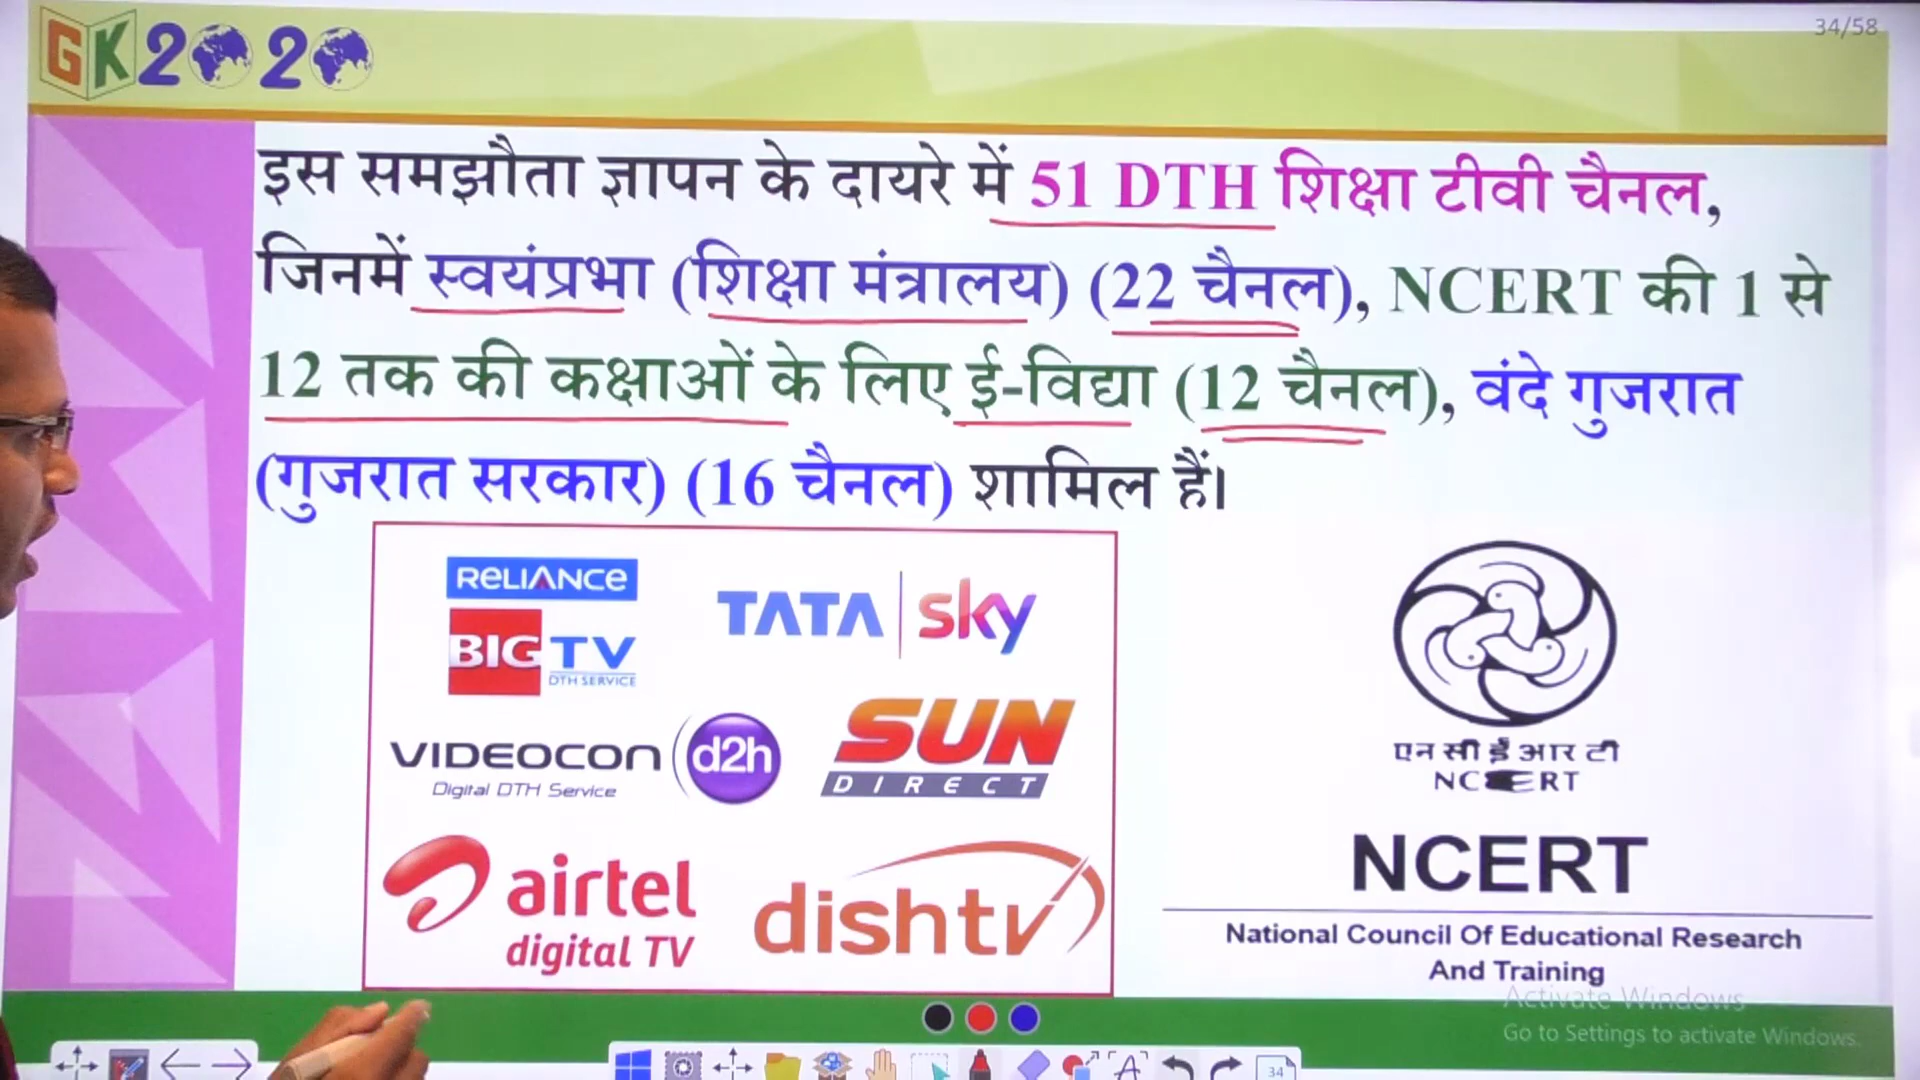 34/58
GK2020
इस समझौता ज्ञापन के दायरे में 51 DTH शिक्षा टीवी चैनल,
जिनमें स्वयंप्रभा (शिक्षा मंत्रालय) (22 चैनल), NCERT की 1 से
12 तक की कक्षाओं के लिए ई-विद्या (12 चैनल), वंदे गुजरात
(गुजरात सरकार) (16 चैनल) शामिल हैं।
RELIANCE
BIG TV
DTH SERVICE
TATA sky
VIDEOCON d2h
Digital DTH Service
SUN
DIRECT
airtel
digital TV
dishtv
एन सी ई आर टी
NCERT
NCERT
National Council Of Educational Research
And Training
Activate Windows
Go to Settings to activate Windows.
34